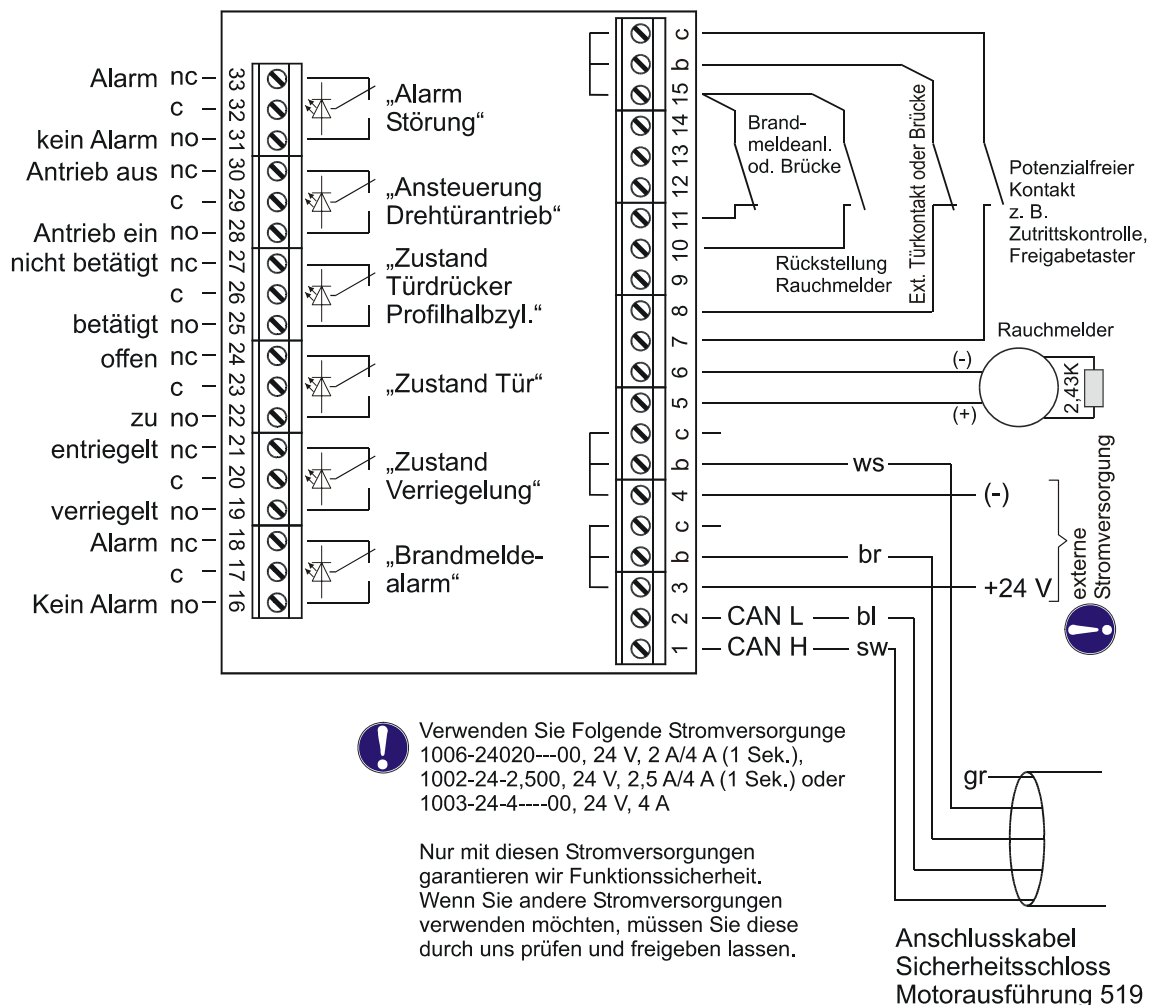 Alarm nc 33
c 32
kein Alarm no 31
„Alarm
Störung“
Antrieb aus nc 30
c 29
Antrieb ein no 28
„Ansteuerung
Drehtürantrieb“
nicht betätigt nc 27
c 26
betätigt no 25
„Zustand
Türdrücker
Profilhalbzyl.“
offen nc 24
c 23
zu no 22
„Zustand Tür“
entriegelt nc 21
c 20
verriegelt no 19
„Zustand
Verriegelung“
Alarm nc 18
c 17
Kein Alarm no 16
„Brandmelde-
alarm“
c
b
15
14
13
12
11
10
9
8
7
6
5
c
b
4
c
b
3
2
1
Brand-
meldeanl.
od. Brücke
Rückstellung
Rauchmelder
Ext. Türkontakt oder Brücke
Potenzialfreier
Kontakt
z. B.
Zutrittskontrolle,
Freigabetaster
Rauchmelder
(-)
(+)
2,43K
ws
(-)
br
+24 V
externe
Stromversorgung
CAN L bl
CAN H sw
gr
Verwenden Sie Folgende Stromversorgunge
1006-24020---00, 24 V, 2 A/4 A (1 Sek.),
1002-24-2,500, 24 V, 2,5 A/4 A (1 Sek.) oder
1003-24-4----00, 24 V, 4 A
Nur mit diesen Stromversorgungen
garantieren wir Funktionssicherheit.
Wenn Sie andere Stromversorgungen
verwenden möchten, müssen Sie diese
durch uns prüfen und freigeben lassen.
Anschlusskabel
Sicherheitsschloss
Motorausführung 519